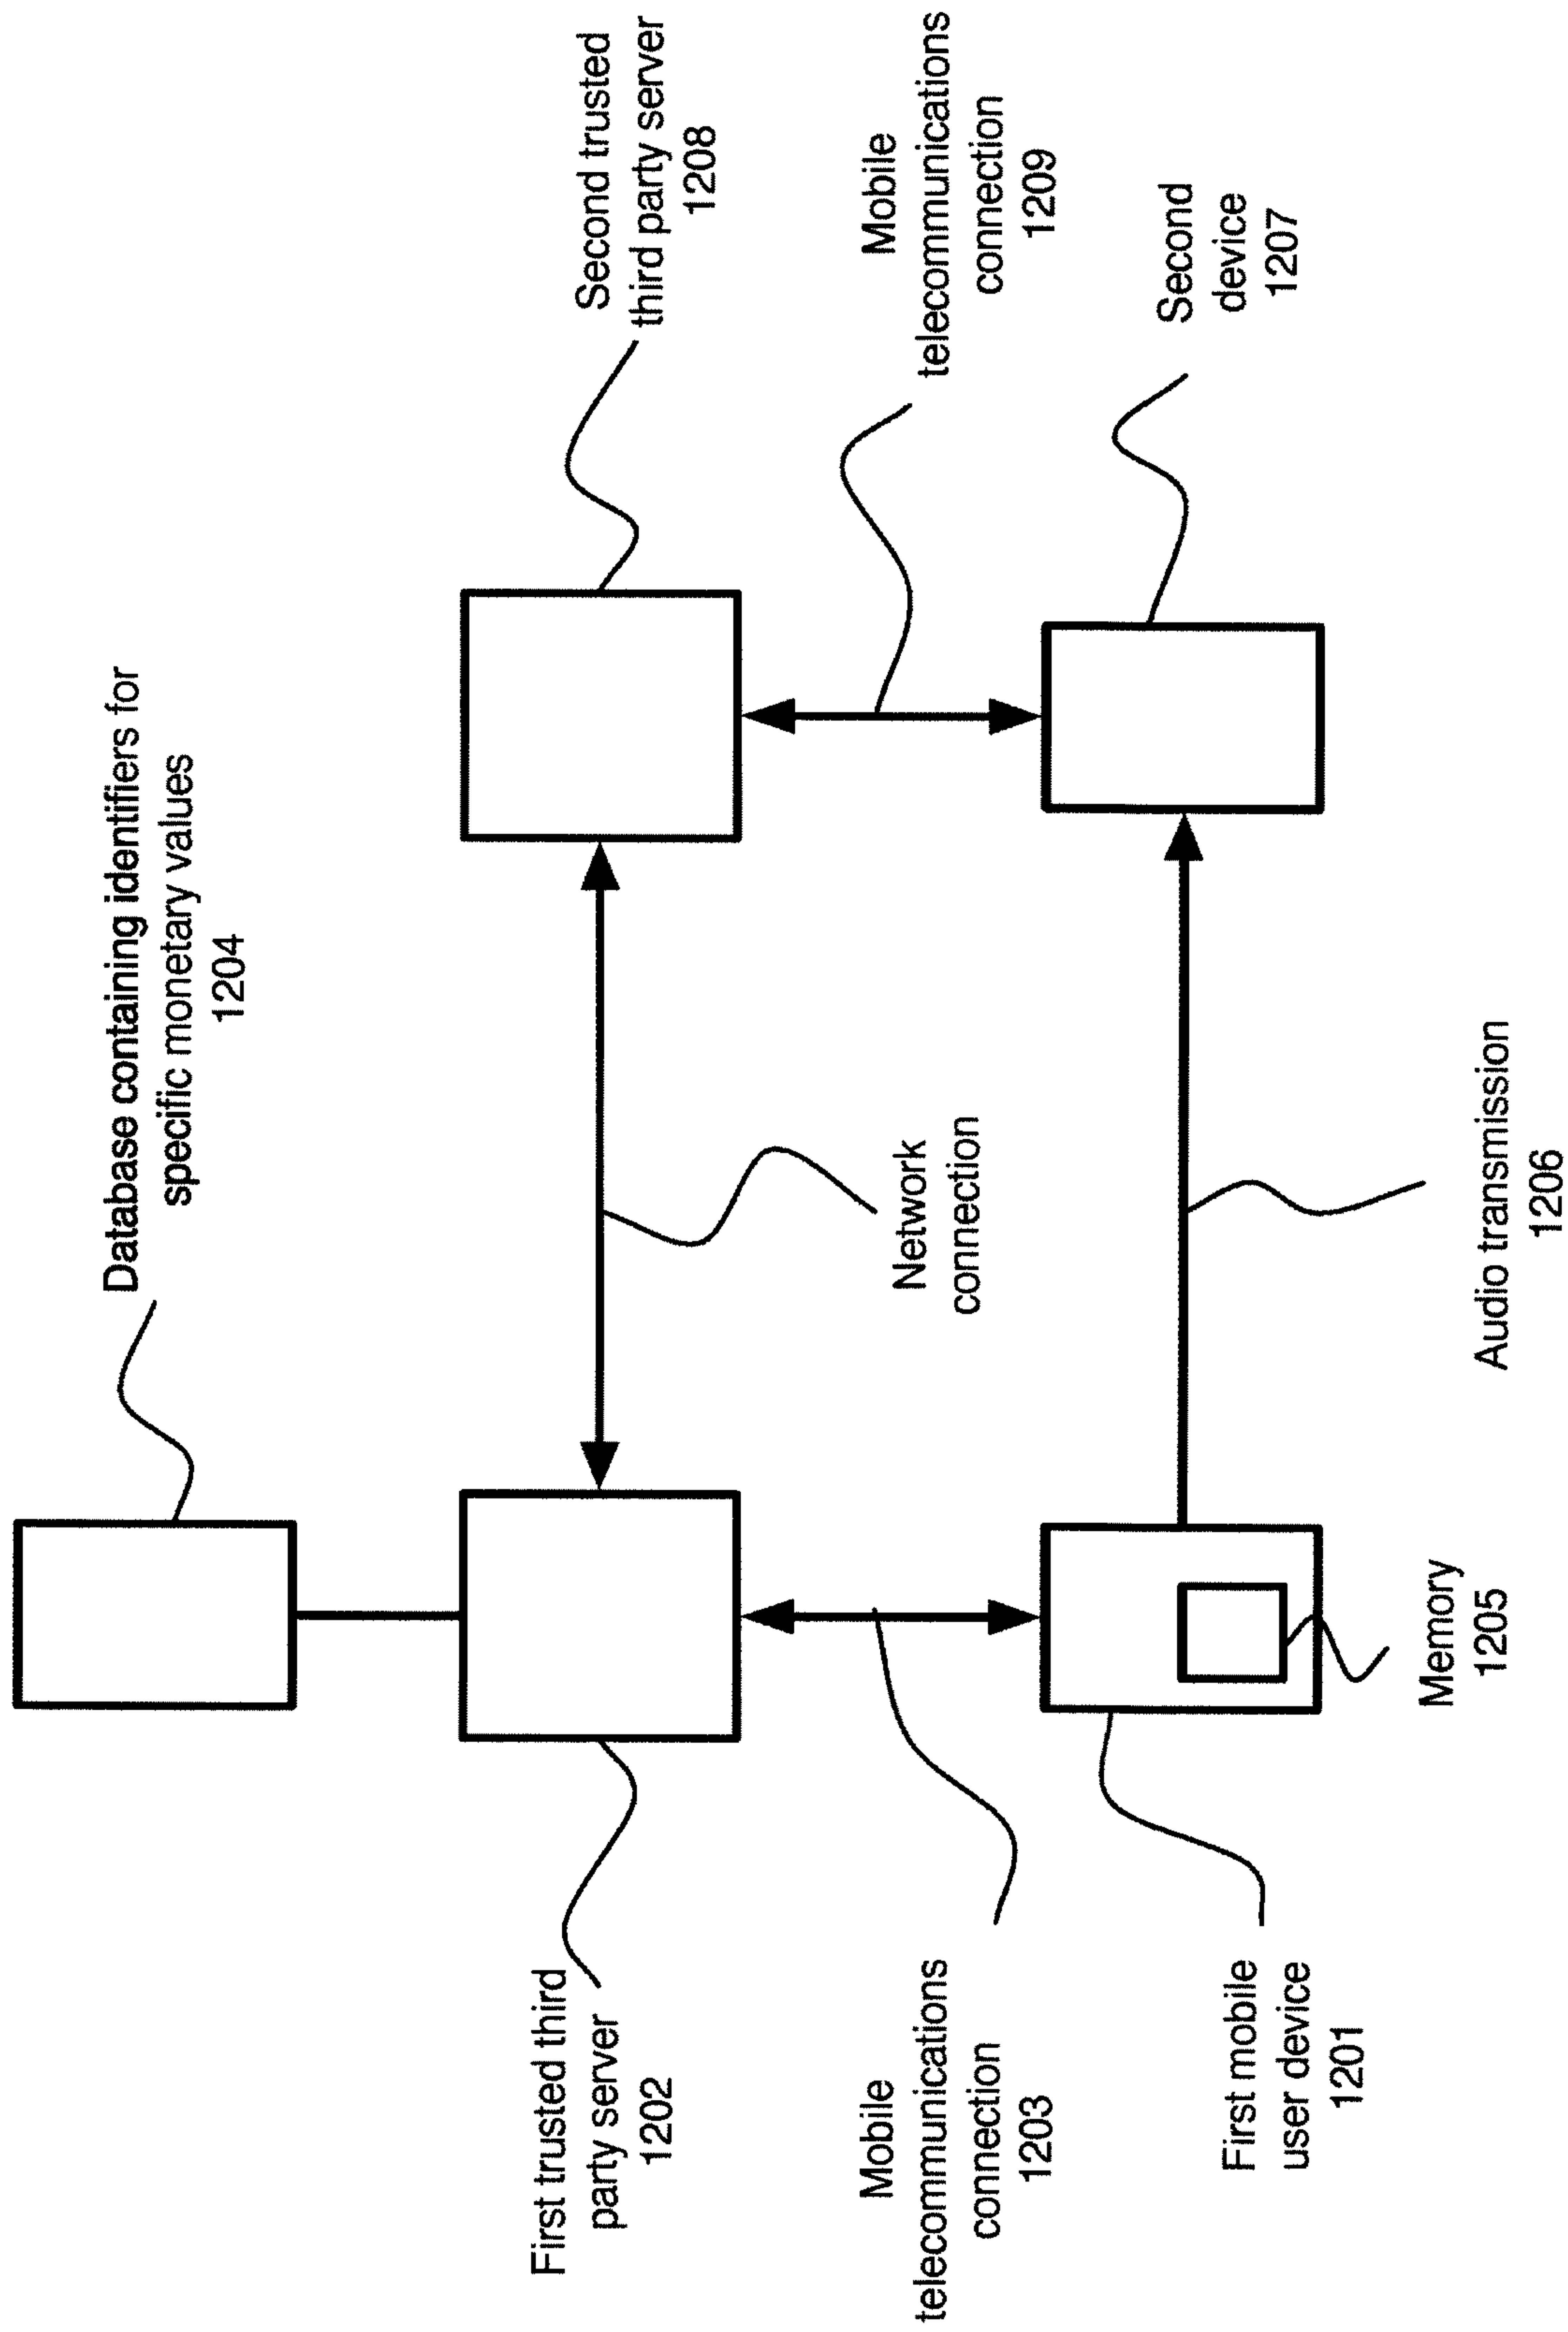 Database containing identifiers for
specific monetary values
1204
First trusted third
party server
1202
Second trusted
third party server
1208
Network
connection
Mobile
telecommunications
connection
1203
Mobile
telecommunications
connection
1209
First mobile
user device
1201
Second
device
1207
Memory
1205
Audio transmission
1206